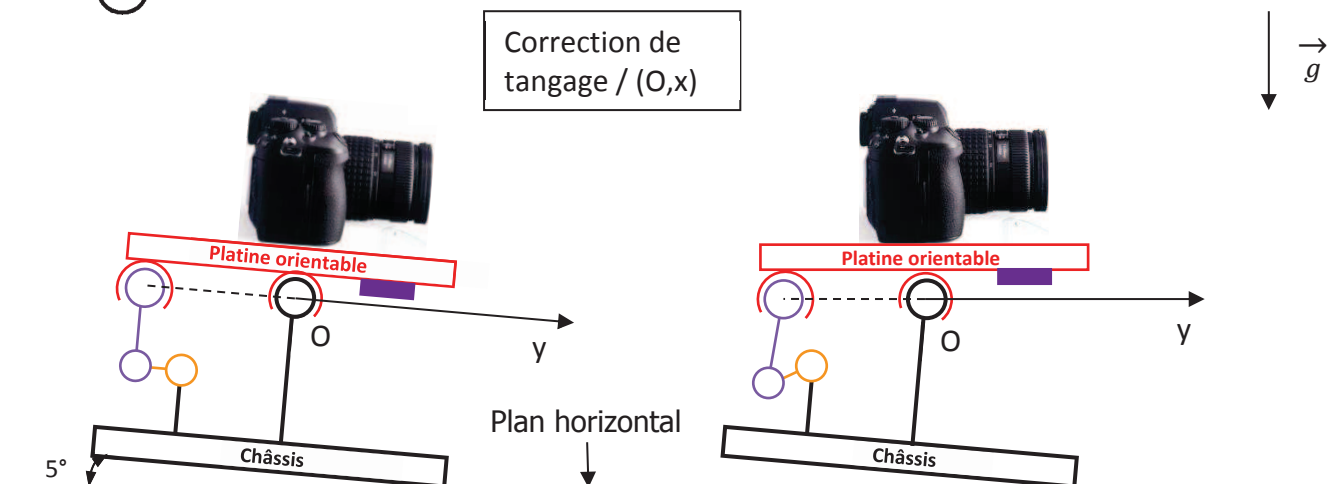 Correction de
tangage / (O,x)
g
Platine orientable
Platine orientable
O
y
O
y
Plan horizontal
Châssis
Châssis
5°